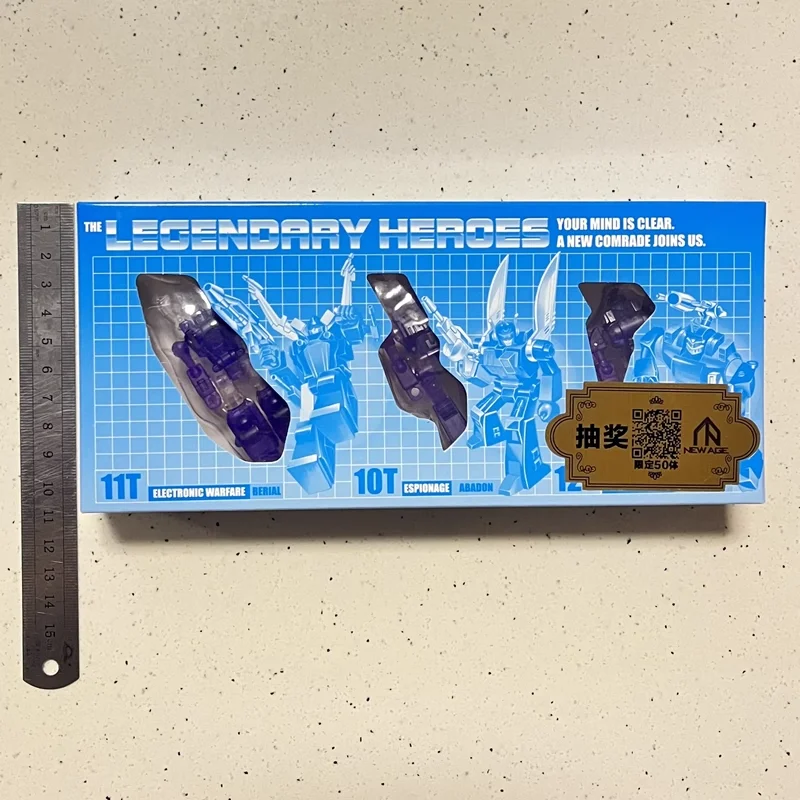 THE LEGENDARY HEROES
YOUR MIND IS CLEAR.
A NEW COMRADE JOINS US.
11T ELECTRONIC WARFARE BERIAL
10T ESPIONAGE ABADON
12
抽奖
限定50体
NEW AGE
1
2
3
4
5
6
7
8
9
10
11
12
13
14
15